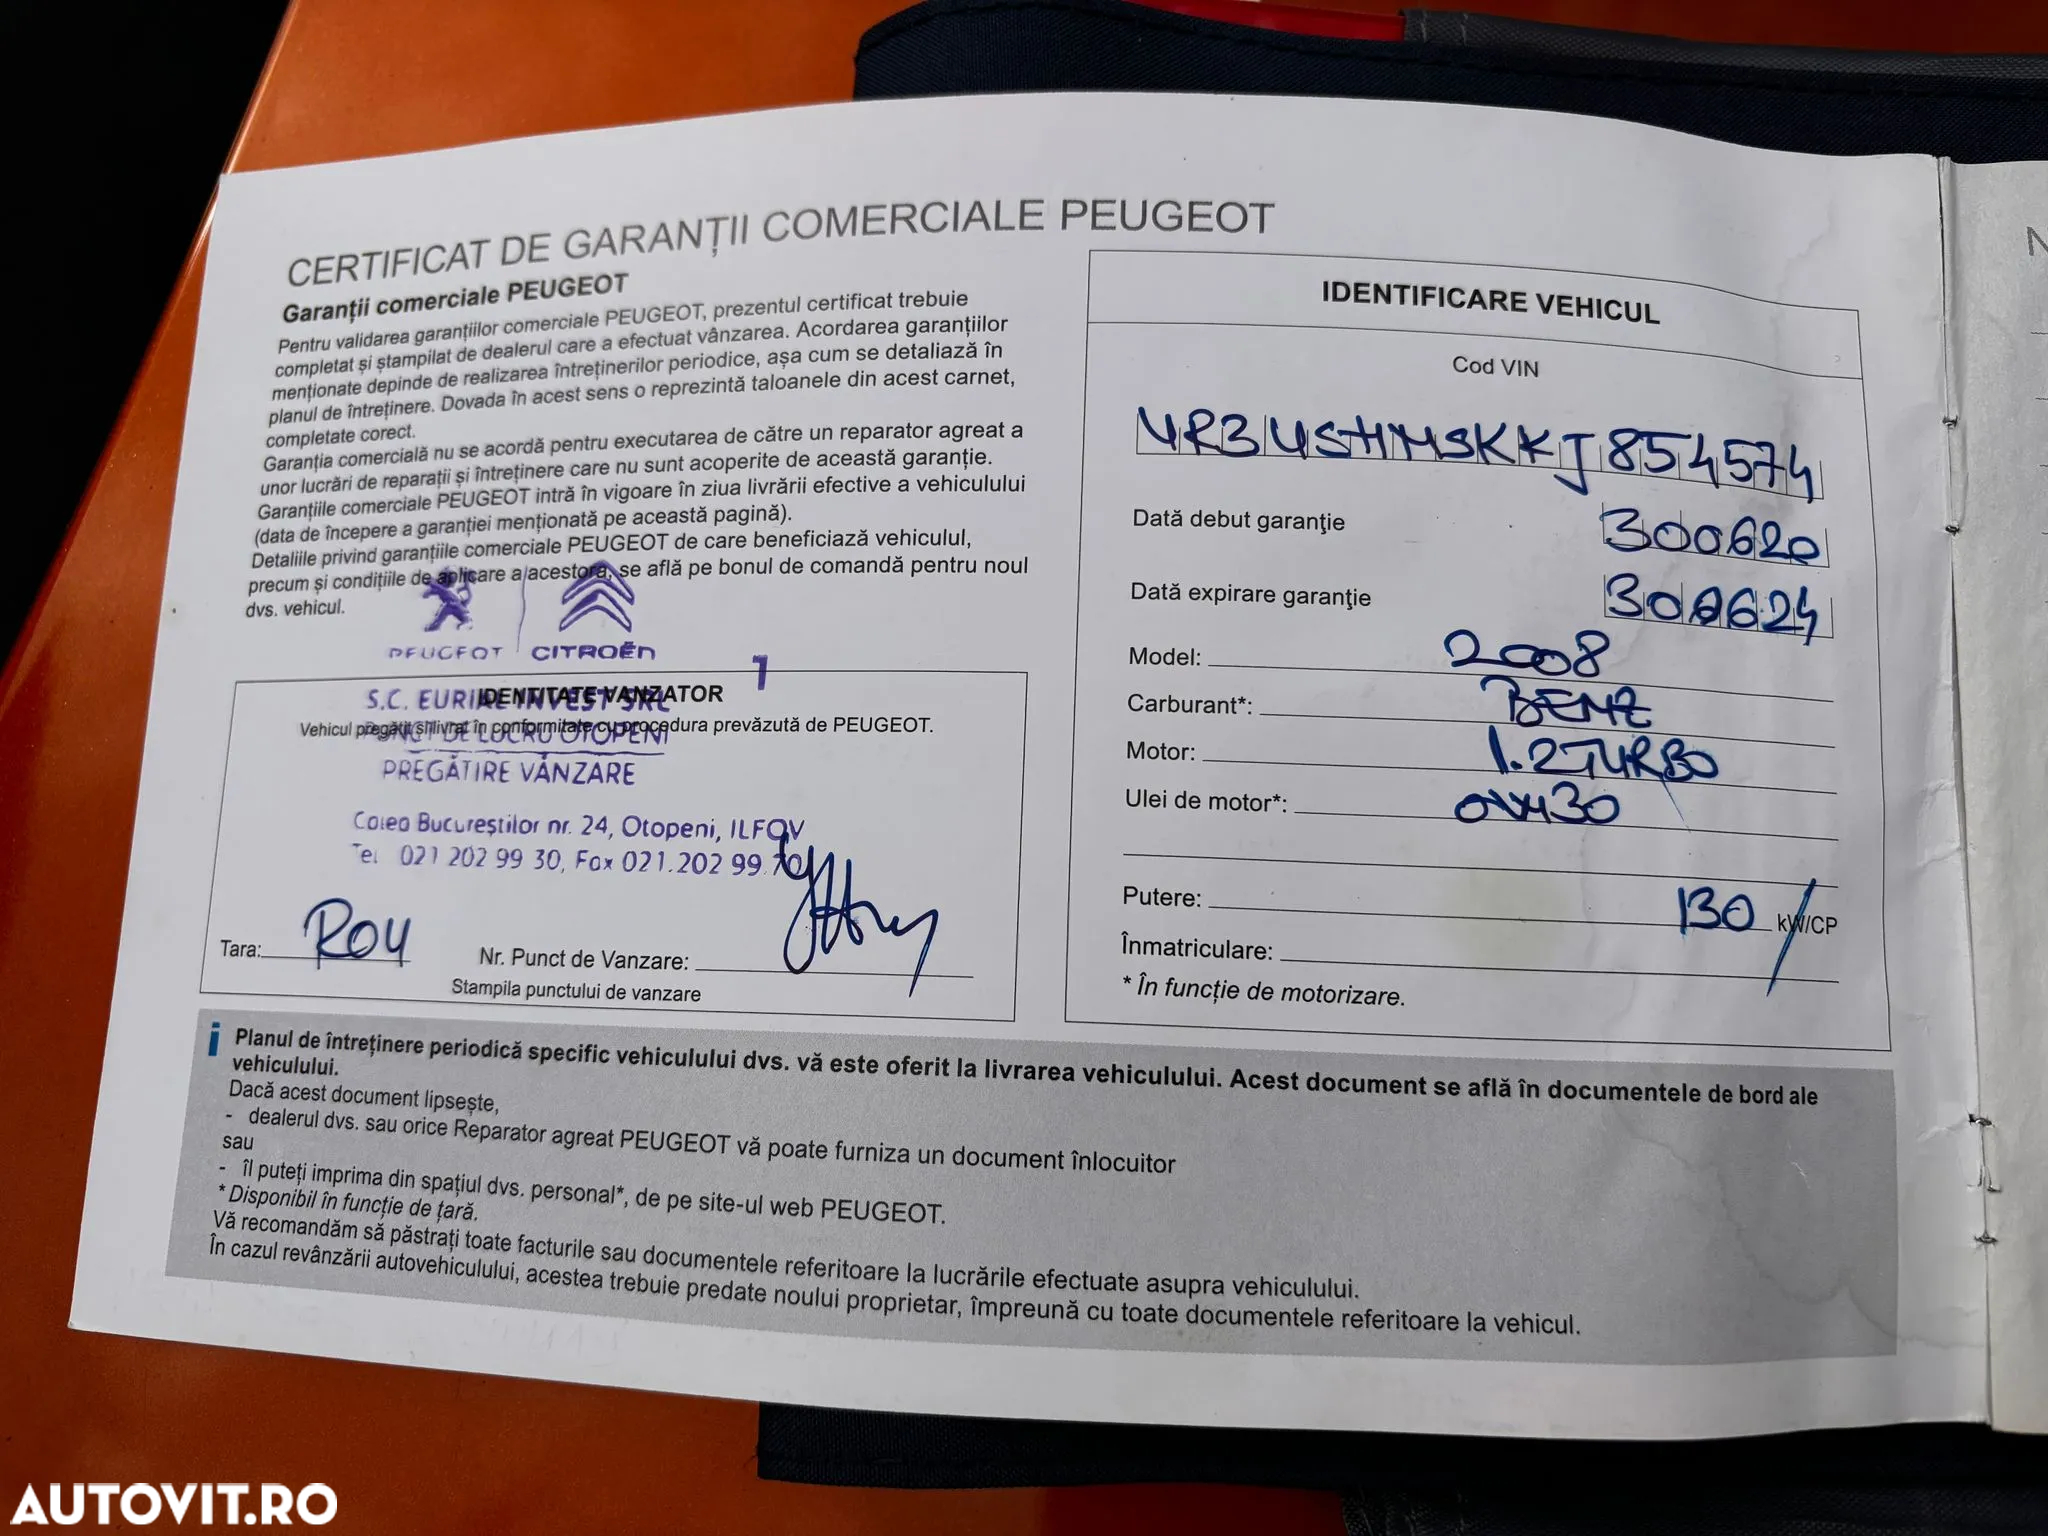 CERTIFICAT DE GARANȚII COMERCIALE PEUGEOT
Garanții comerciale PEUGEOT
Pentru validarea garanțiilor comerciale PEUGEOT, prezentul certificat trebuie
completat și ștampilat de dealerul care a efectuat vânzarea. Acordarea garanțiilor
menționate depinde de realizarea întreținerilor periodice, așa cum se detaliază în
planul de întreținere. Dovada în acest sens o reprezintă taloanele din acest carnet,
completate corect.
Garanția comercială nu se acordă pentru executarea de către un reparator agreat a
unor lucrări de reparații și întreținere care nu sunt acoperite de această garanție.
Garanțiile comerciale PEUGEOT intră în vigoare în ziua livrării efective a vehiculului
(data de începere a garanției menționată pe această pagină).
Detaliile privind garanțiile comerciale PEUGEOT de care beneficiază vehiculul,
precum și condițiile de aplicare a acestora, se află pe bonul de comandă pentru noul
dvs. vehicul.
PEUGEOT CITROËN
1
IDENTITATE VANZATOR
S.C. EURIAL INVEST SRL
Vehicul pregătit si livrat în conformitate cu procedura prevăzută de PEUGEOT.
PUNCT DE LUCRU OTOPENI
PREGĂTIRE VÂNZARE
Calea Bucureștilor nr. 24, Otopeni, ILFOV
Tel 021 202 99 30, Fax 021.202 99.70
Tara: ROU
Nr. Punct de Vanzare:
Stampila punctului de vanzare
IDENTIFICARE VEHICUL
Cod VIN
VR3USHMSKKJ854574
Dată debut garanţie 300620
Dată expirare garanţie 300624
Model: 2008
Carburant*: BENZ
Motor: 1.2TURBO
Ulei de motor*: 0W30
Putere: 130 kW/CP
Înmatriculare:
* În funcție de motorizare.
i
Planul de întreținere periodică specific vehiculului dvs. vă este oferit la livrarea vehiculului. Acest document se află în documentele de bord ale
vehiculului.
Dacă acest document lipsește,
- dealerul dvs. sau orice Reparator agreat PEUGEOT vă poate furniza un document înlocuitor
sau
- îl puteți imprima din spațiul dvs. personal*, de pe site-ul web PEUGEOT.
* Disponibil în funcție de țară.
Vă recomandăm să păstrați toate facturile sau documentele referitoare la lucrările efectuate asupra vehiculului.
În cazul revânzării autovehiculului, acestea trebuie predate noului proprietar, împreună cu toate documentele referitoare la vehicul.
AUTOVIT.RO